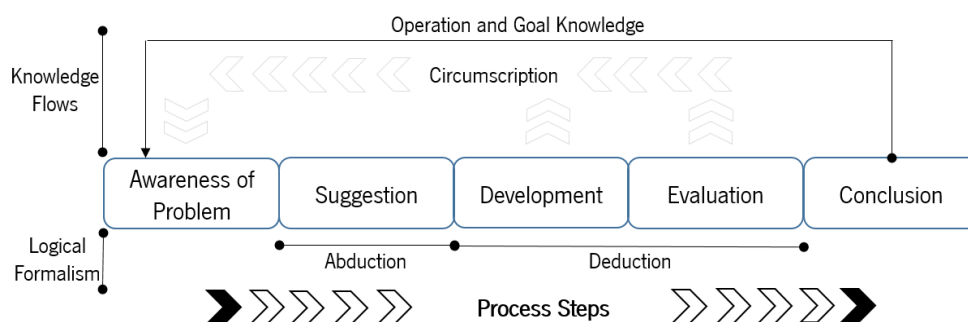 Operation and Goal Knowledge
Knowledge
Flows
Circumscription
Awareness of
Problem
Suggestion
Development
Evaluation
Conclusion
Logical
Formalism
Abduction
Deduction
Process Steps